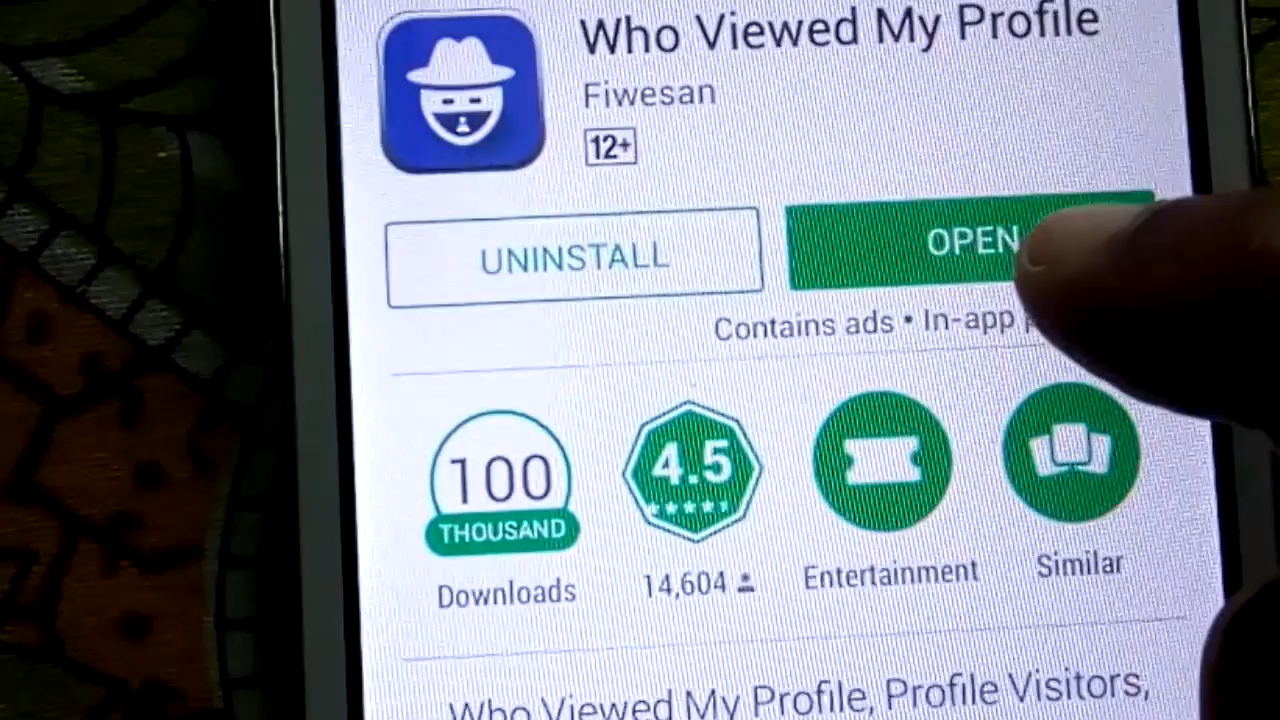 Who Viewed My Profile
Fiwesan
12+
UNINSTALL
OPEN
Contains ads • In-app
100
THOUSAND
4.5
Downloads
14,604
Entertainment
Similar
Who Viewed My Profile, Profile Visitors,